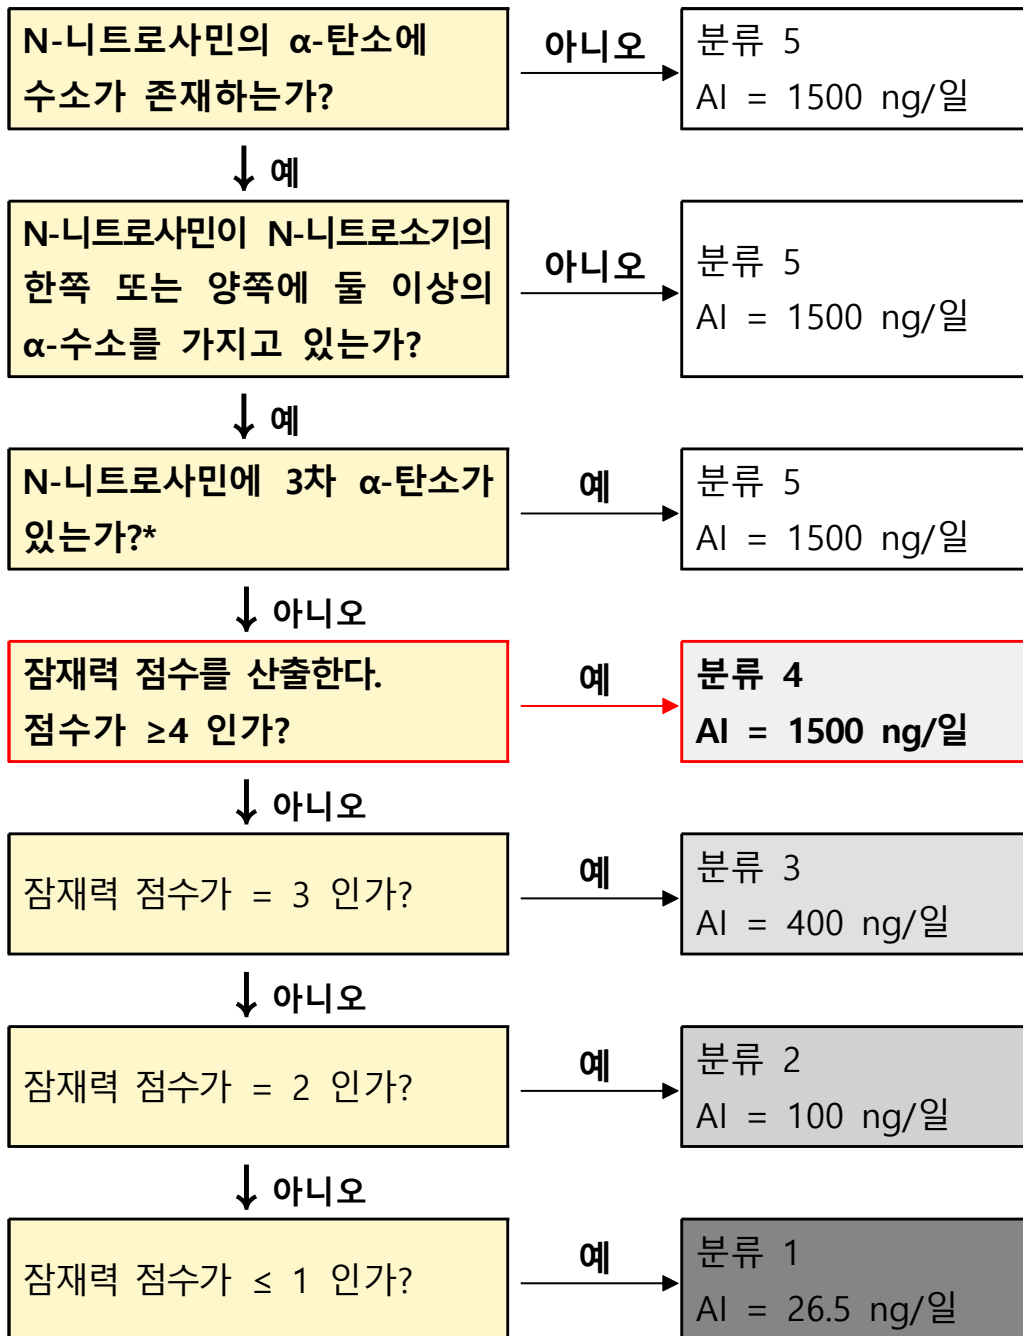 N-니트로사민의 α-탄소에
수소가 존재하는가?
아니오
분류 5
AI = 1500 ng/일
예
N-니트로사민이 N-니트로소기의
한쪽 또는 양쪽에 둘 이상의
α-수소를 가지고 있는가?
아니오
분류 5
AI = 1500 ng/일
예
N-니트로사민에 3차 α-탄소가
있는가?*
예
분류 5
AI = 1500 ng/일
아니오
잠재력 점수를 산출한다.
점수가 ≥4 인가?
예
분류 4
AI = 1500 ng/일
아니오
잠재력 점수가 = 3 인가?
예
분류 3
AI = 400 ng/일
아니오
잠재력 점수가 = 2 인가?
예
분류 2
AI = 100 ng/일
아니오
잠재력 점수가 ≤ 1 인가?
예
분류 1
AI = 26.5 ng/일